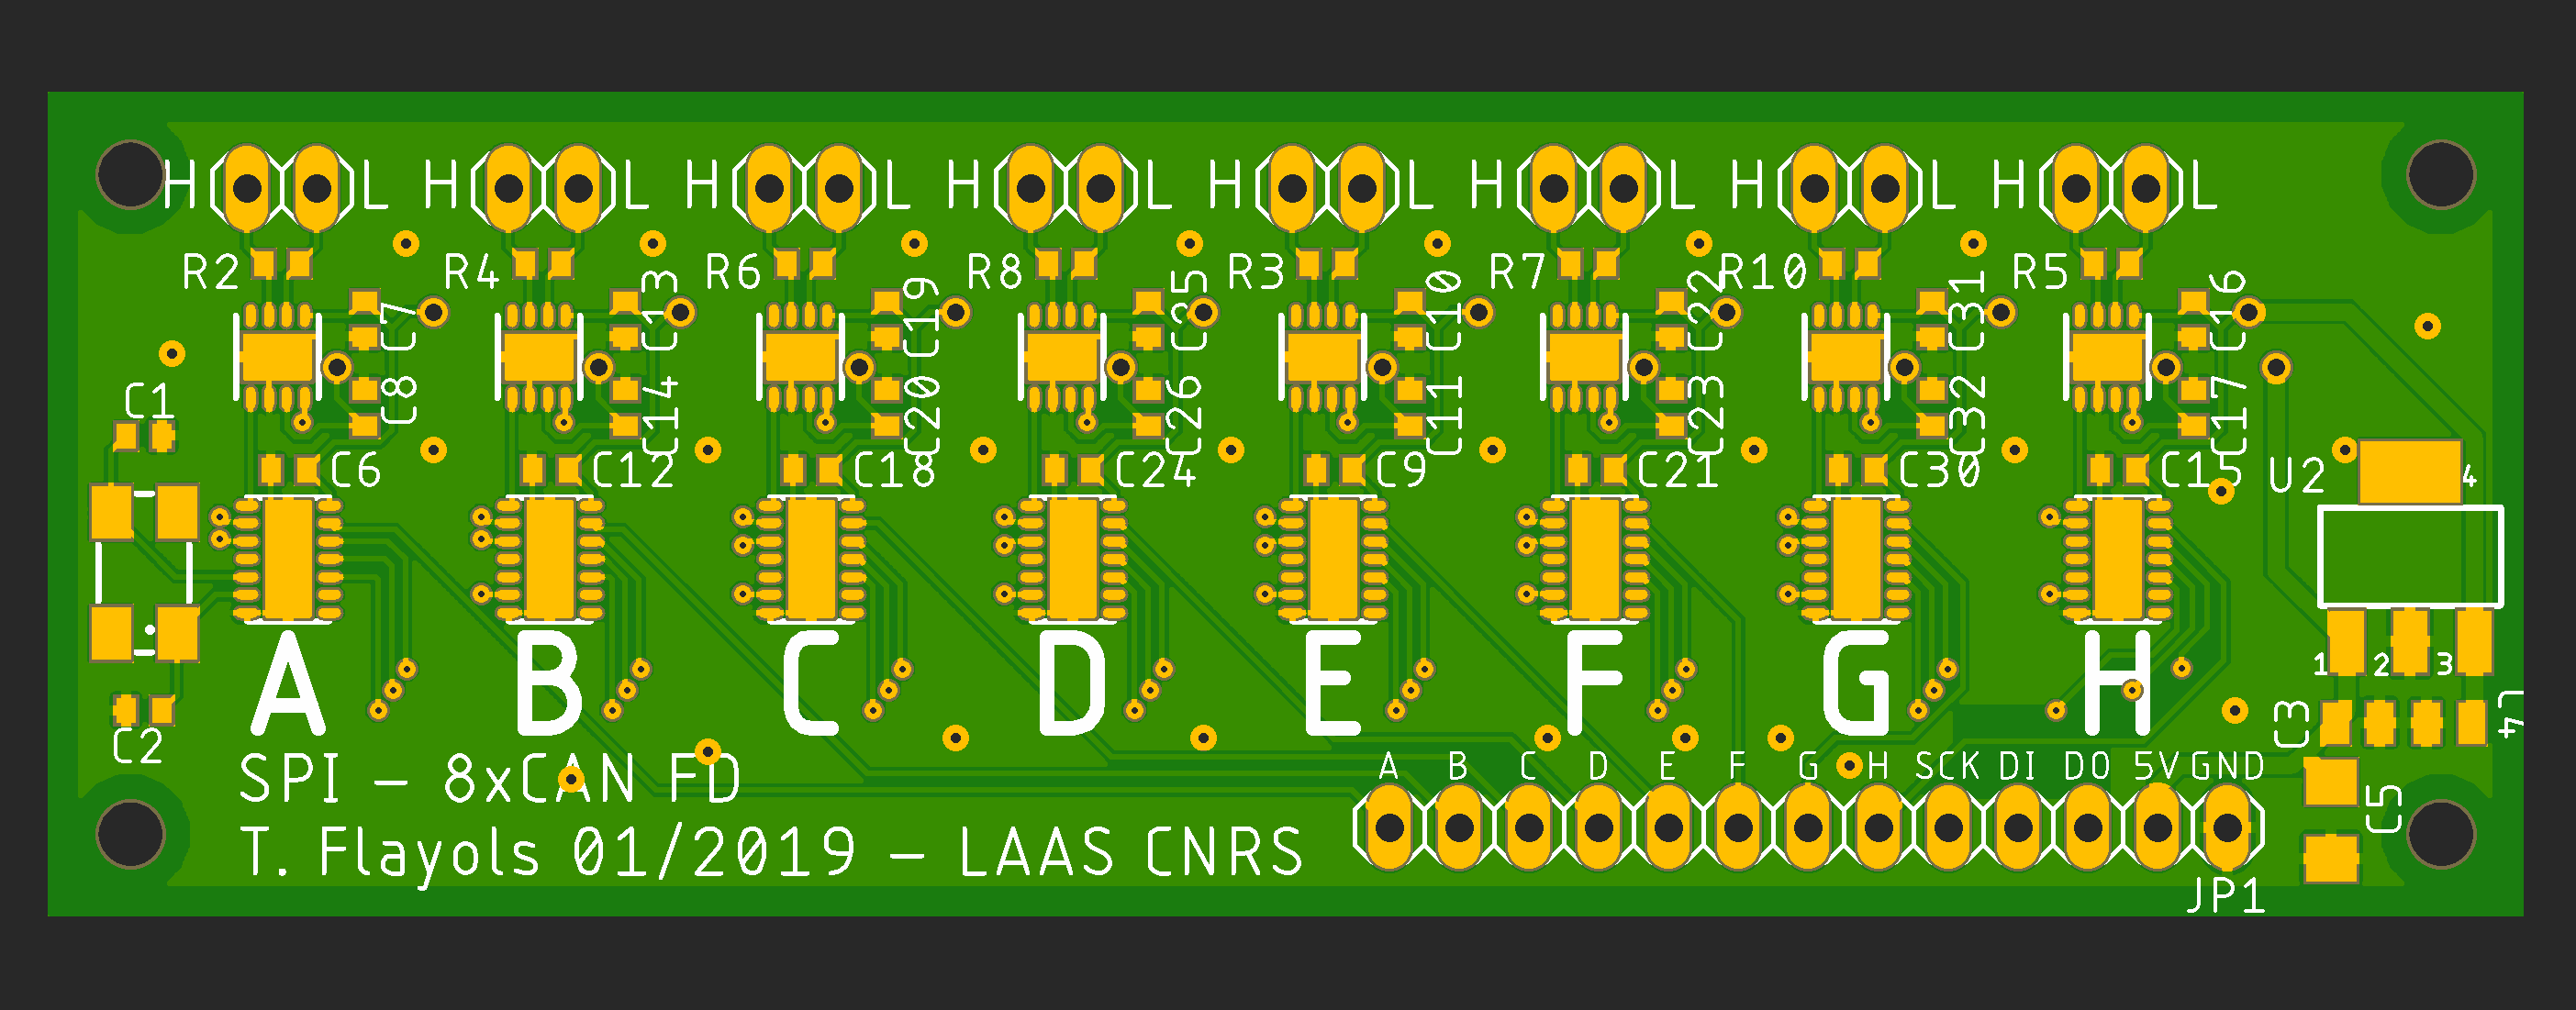 H L H L H L H L H L H L H L H L
R2 R4 R6 R8 R3 R7 R10 R5
C7 C13 C19 C25 C10 C22 C31 C16
C8 C14 C20 C26 C11 C23 C32 C17
C1
C6 C12 C18 C24 C9 C21 C30 C15 U2 4
A B C D E F G H
1 2 3
C2
C3 C4
SPI - 8xCAN FD
A B C D E F G H SCK DI DO 5V GND
C5
T. Flayols 01/2019 - LAAS CNRS
JP1